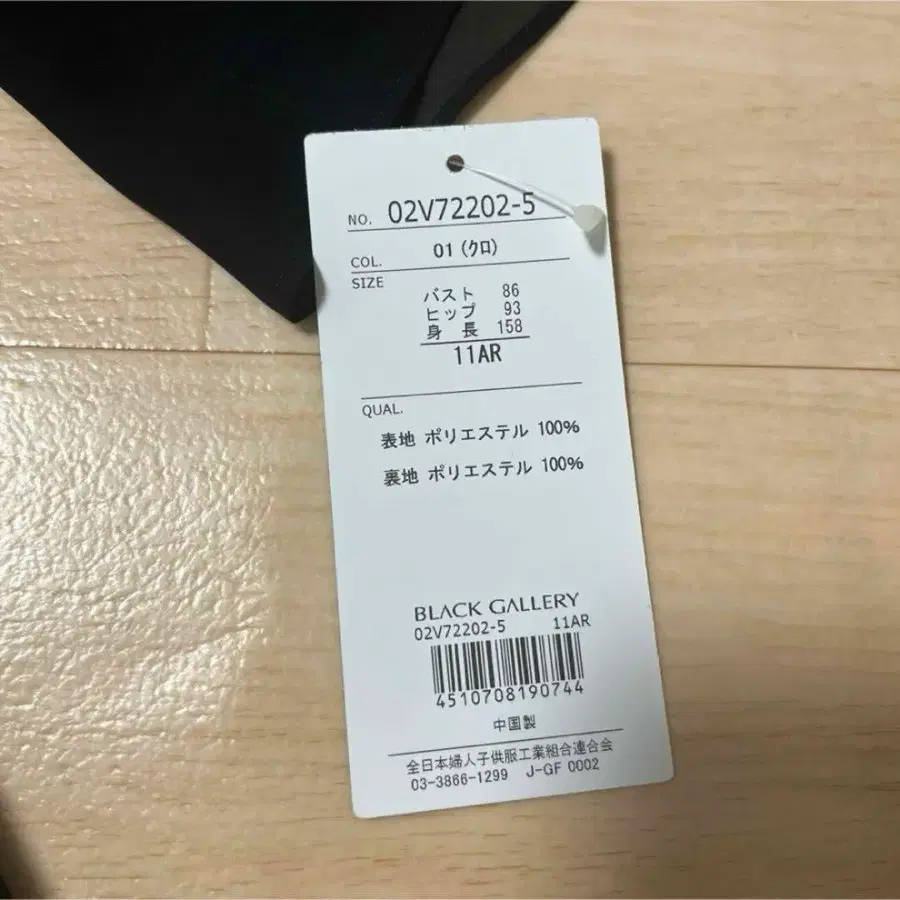 NO. 02V72202-5
COL. 01 (クロ)
SIZE
バスト 86
ヒップ 93
身長 158
11AR
QUAL.
表地 ポリエステル 100%
裏地 ポリエステル 100%
BLACK GALLERY
02V72202-5 11AR
4510708190744
中国製
全日本婦人子供服工業組合連合会
03-3866-1299 J-GF 0002